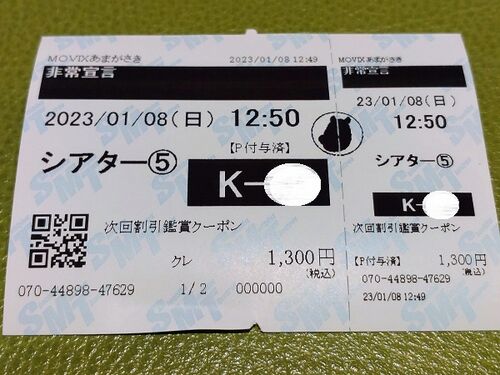 MOVIXあまがさき 2023/01/08 12:49
非常宣言
2023/01/08(日) 12:50
【P付与済】
シアター⑤
K-
次回割引鑑賞クーポン
クレ 1,300円
(税込)
070-44898-47629 1/2 000000
MOVIXあまがさき
非常宣言
23/01/08(日)
12:50
シアター⑤
K-
次回割引鑑賞クーポン
【P付与済】 1,300円
(税込)
070-44898-47629
23/01/08 12:49
SMT